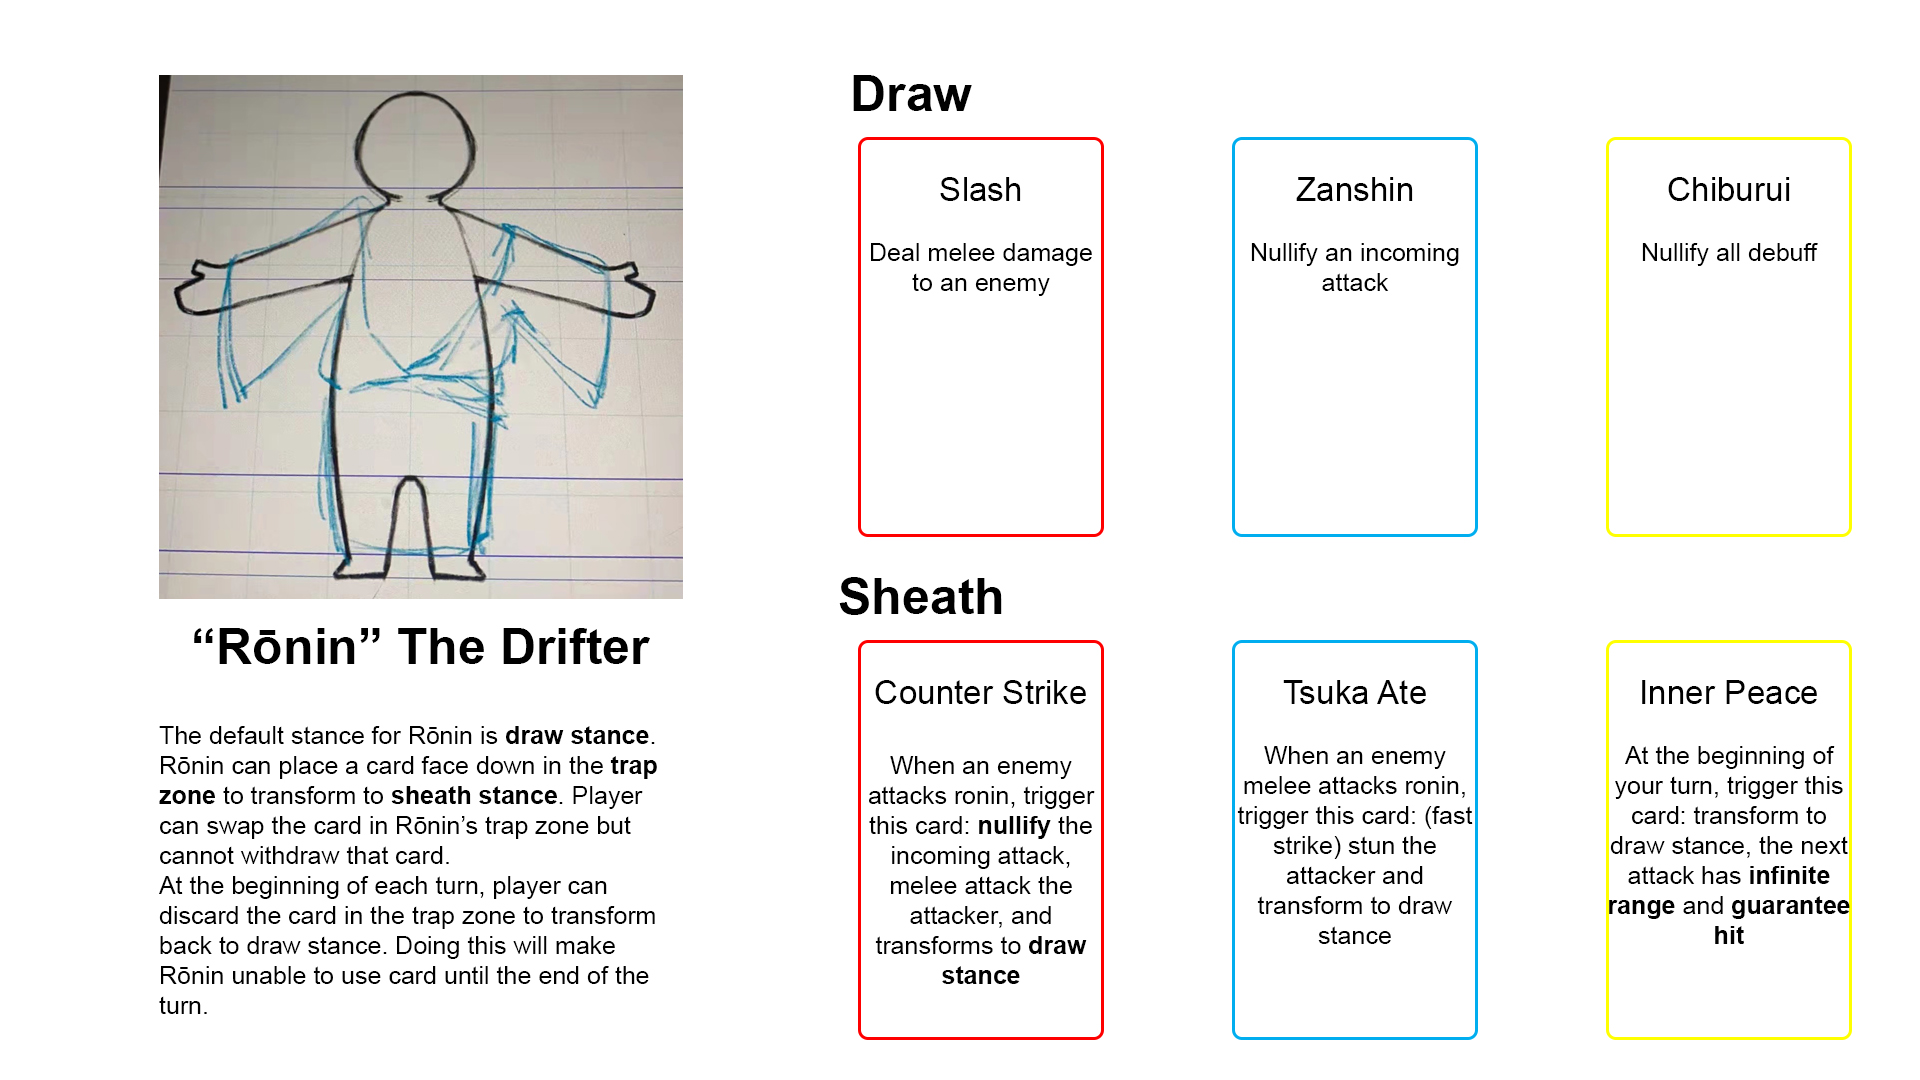 “Rōnin” The Drifter
The default stance for Rōnin is draw stance.
Rōnin can place a card face down in the trap
zone to transform to sheath stance. Player
can swap the card in Rōnin’s trap zone but
cannot withdraw that card.
At the beginning of each turn, player can
discard the card in the trap zone to transform
back to draw stance. Doing this will make
Rōnin unable to use card until the end of the
turn.
Draw
Slash
Deal melee damage
to an enemy
Zanshin
Nullify an incoming
attack
Chiburui
Nullify all debuff
Sheath
Counter Strike
When an enemy
attacks ronin, trigger
this card: nullify the
incoming attack,
melee attack the
attacker, and
transforms to draw
stance
Tsuka Ate
When an enemy
melee attacks ronin,
trigger this card: (fast
strike) stun the
attacker and
transform to draw
stance
Inner Peace
At the beginning of
your turn, trigger this
card: transform to
draw stance, the next
attack has infinite
range and guarantee
hit